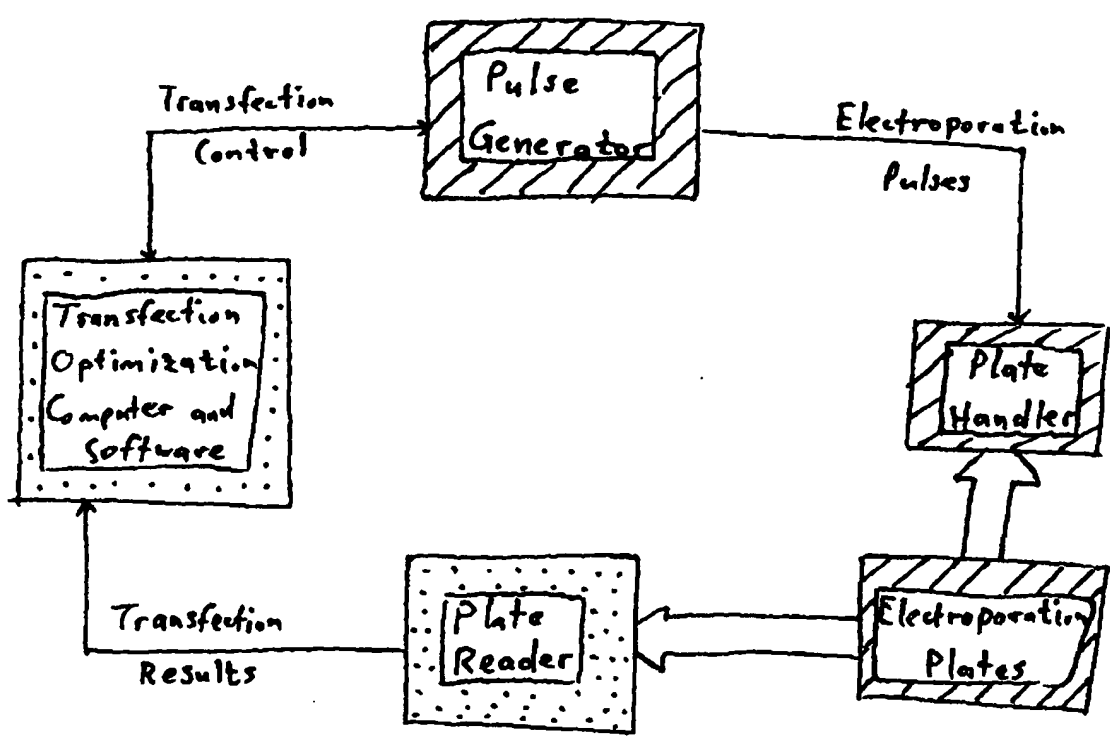 Pulse
Generator
Transfection
Control
Electroporation
Pulses
Transfection
Optimization
Computer and
Software
Plate
Handler
Transfection
Results
Plate
Reader
Electroporation
Plates